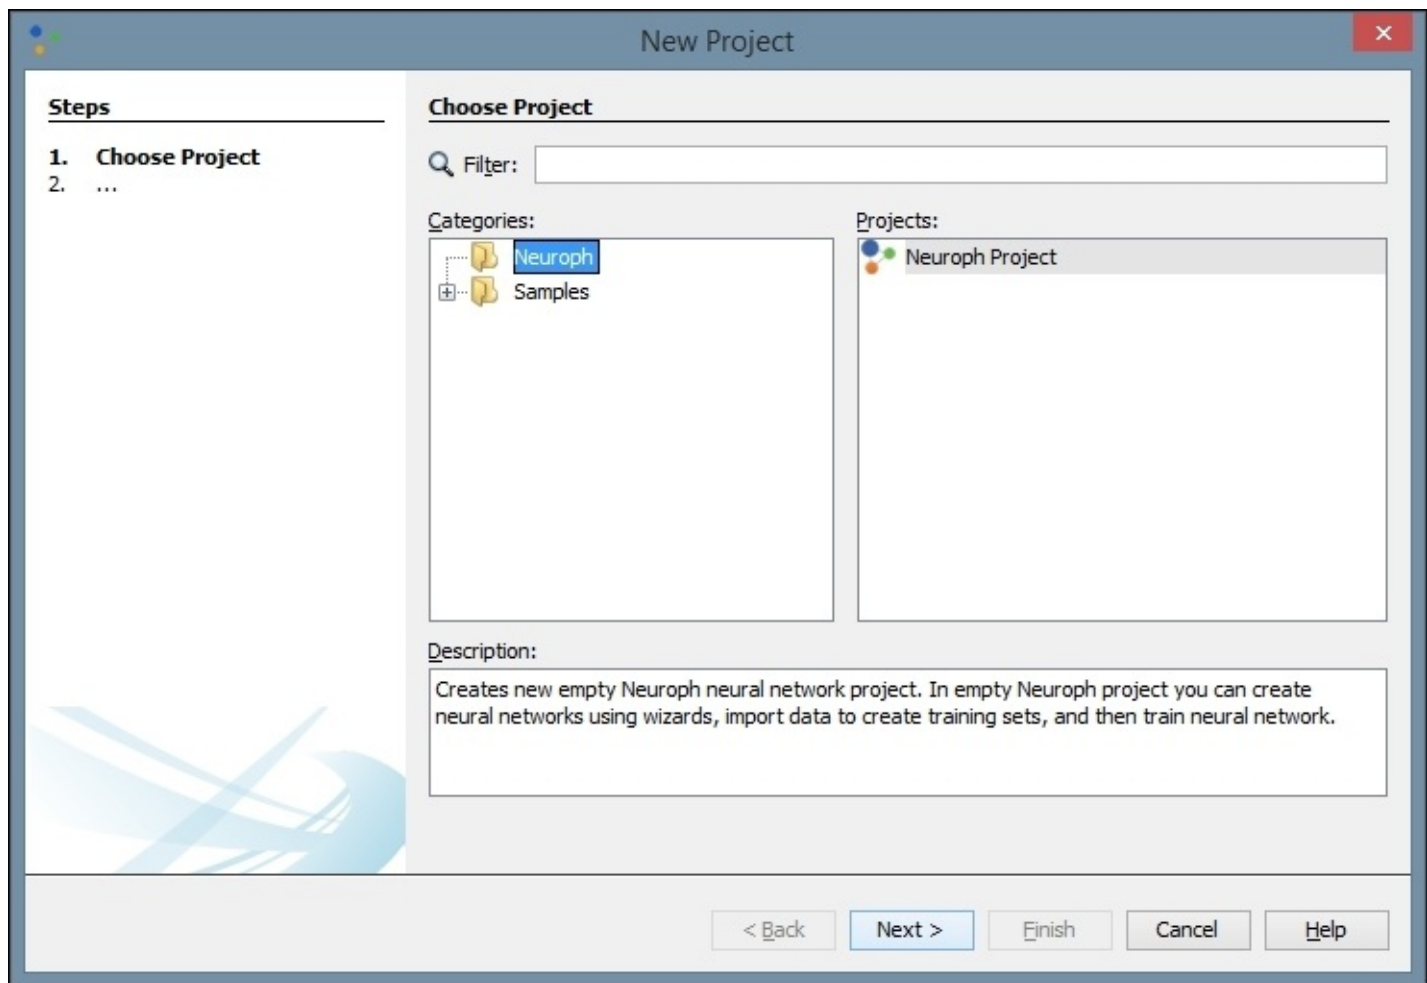 New Project
Steps
1. Choose Project
2. ...
Choose Project
Filter:
Categories:
Neuroph
Samples
Projects:
Neuroph Project
Description:
Creates new empty Neuroph neural network project. In empty Neuroph project you can create
neural networks using wizards, import data to create training sets, and then train neural network.
< Back
Next >
Finish
Cancel
Help